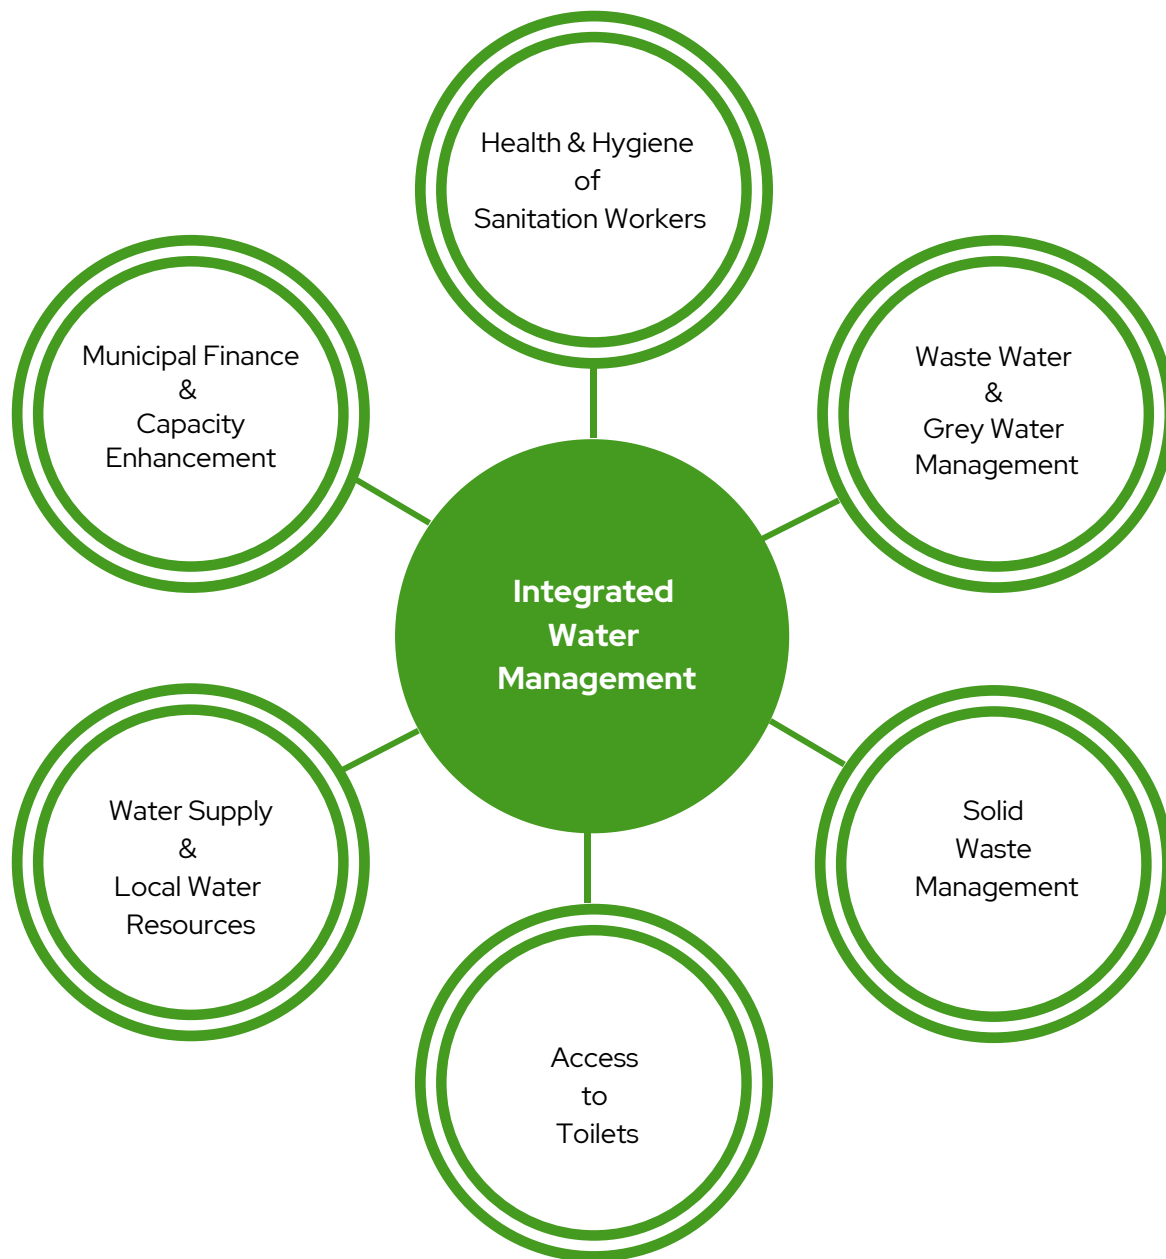 Health & Hygiene
of
Sanitation Workers
Municipal Finance
&
Capacity
Enhancement
Waste Water
&
Grey Water
Management
Integrated
Water
Management
Water Supply
&
Local Water
Resources
Solid
Waste
Management
Access
to
Toilets